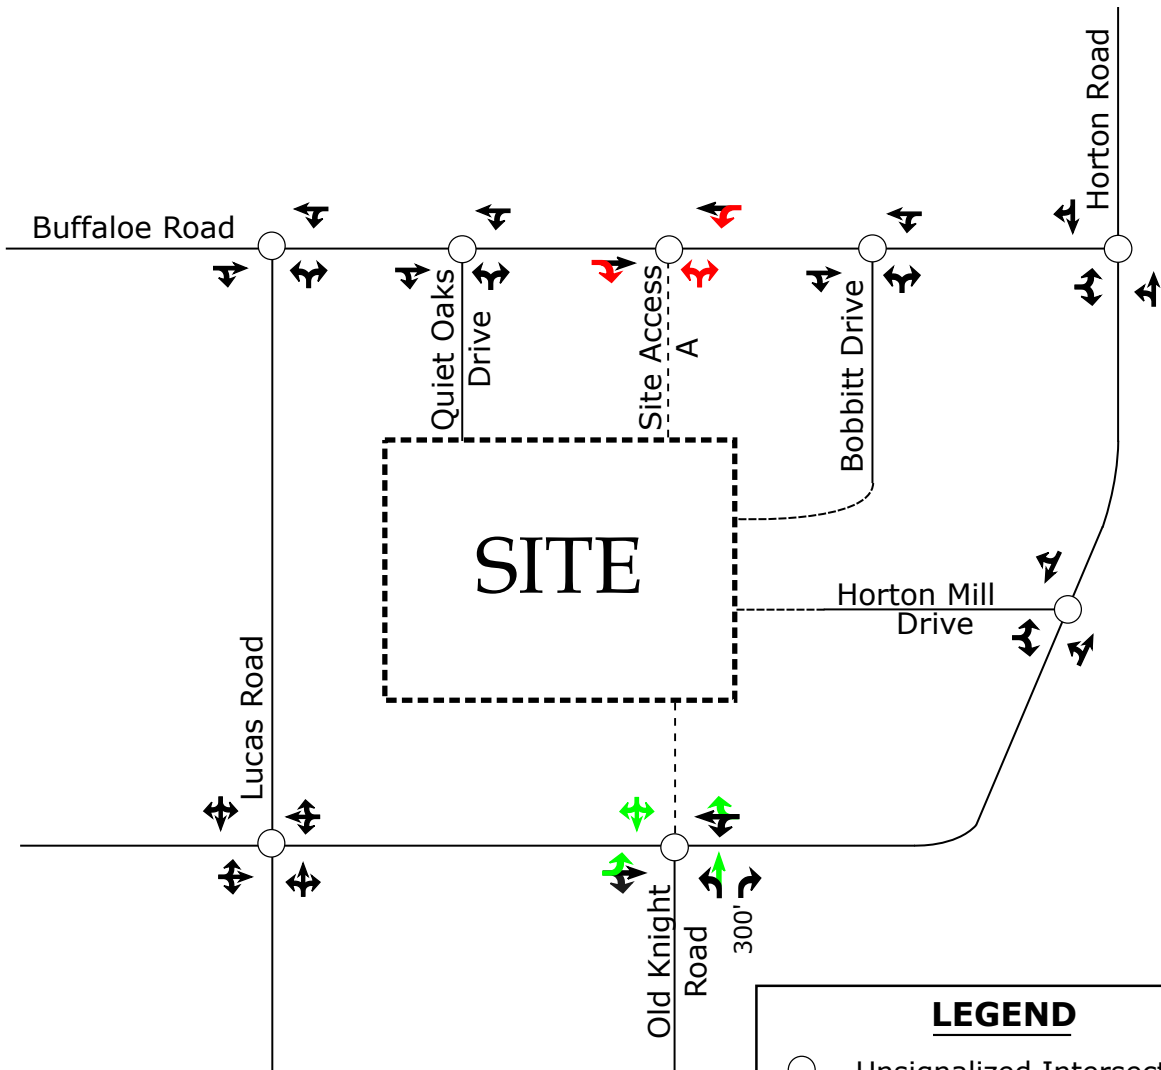 Horton Road
Buffaloe Road
Quiet Oaks
Drive
Site Access
A
Bobbitt Drive
SITE
Horton Mill
Drive
Lucas Road
Old Knight
Road
300'
LEGEND
Unsignalized Intersect